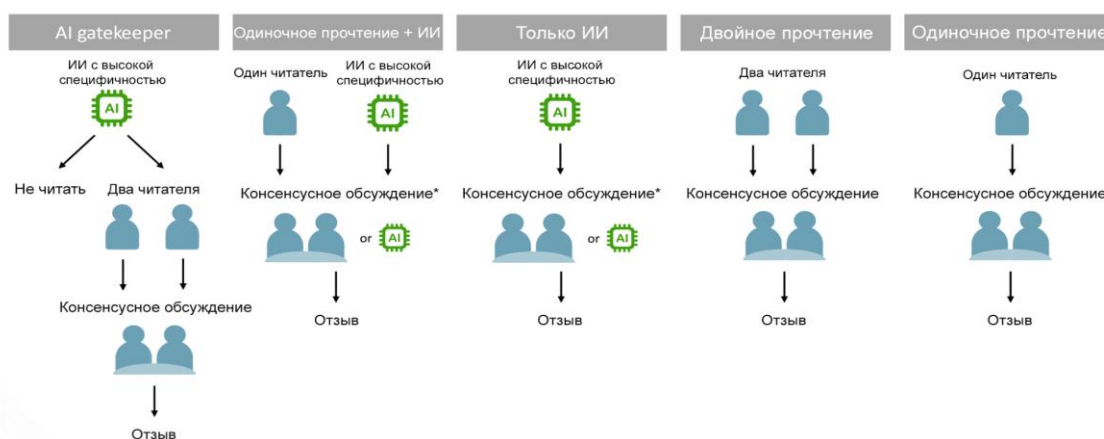 AI gatekeeper
ИИ с высокой
специфичностью
AI
Не читать
Два читателя
Консенсусное обсуждение
Отзыв
Одиночное прочтение + ИИ
Один читатель
ИИ с высокой
специфичностью
AI
Консенсусное обсуждение*
or
AI
Отзыв
Только ИИ
ИИ с высокой
специфичностью
AI
Консенсусное обсуждение*
or
AI
Отзыв
Двойное прочтение
Два читателя
Консенсусное обсуждение
Отзыв
Одиночное прочтение
Один читатель
Консенсусное обсуждение
Отзыв